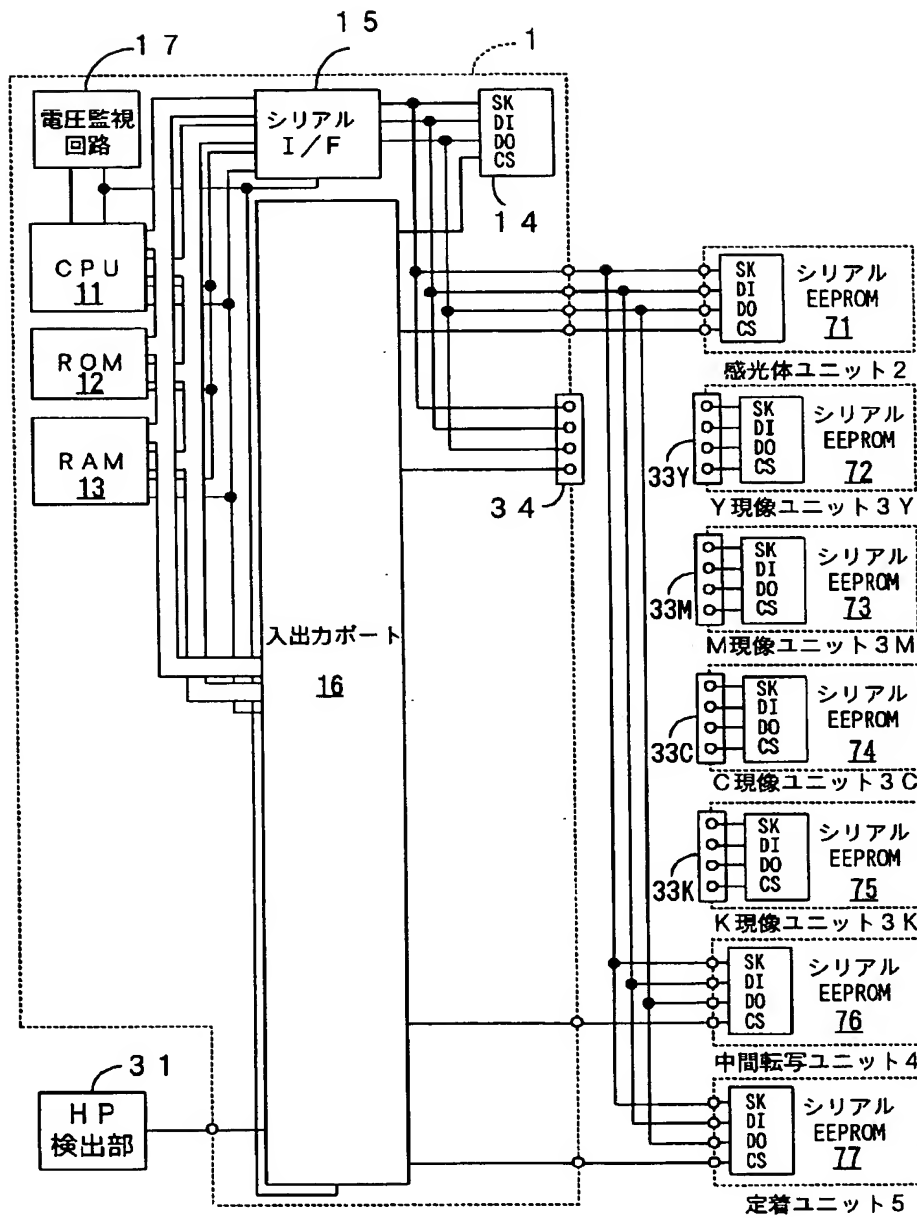 １７
１５
１
電圧監視
回路
シリアル
Ｉ／Ｆ
SK
DI
DO
CS
１４
ＣＰＵ
11
ＲＯＭ
12
ＲＡＭ
13
入出力ポート
16
３４
SK
DI
DO
CS
シリアル
EEPROM
71
感光体ユニット２
33Y
SK
DI
DO
CS
シリアル
EEPROM
72
Ｙ現像ユニット３Ｙ
33M
SK
DI
DO
CS
シリアル
EEPROM
73
Ｍ現像ユニット３Ｍ
33C
SK
DI
DO
CS
シリアル
EEPROM
74
Ｃ現像ユニット３Ｃ
33K
SK
DI
DO
CS
シリアル
EEPROM
75
Ｋ現像ユニット３Ｋ
SK
DI
DO
CS
シリアル
EEPROM
76
中間転写ユニット４
SK
DI
DO
CS
シリアル
EEPROM
77
定着ユニット５
３１
ＨＰ
検出部